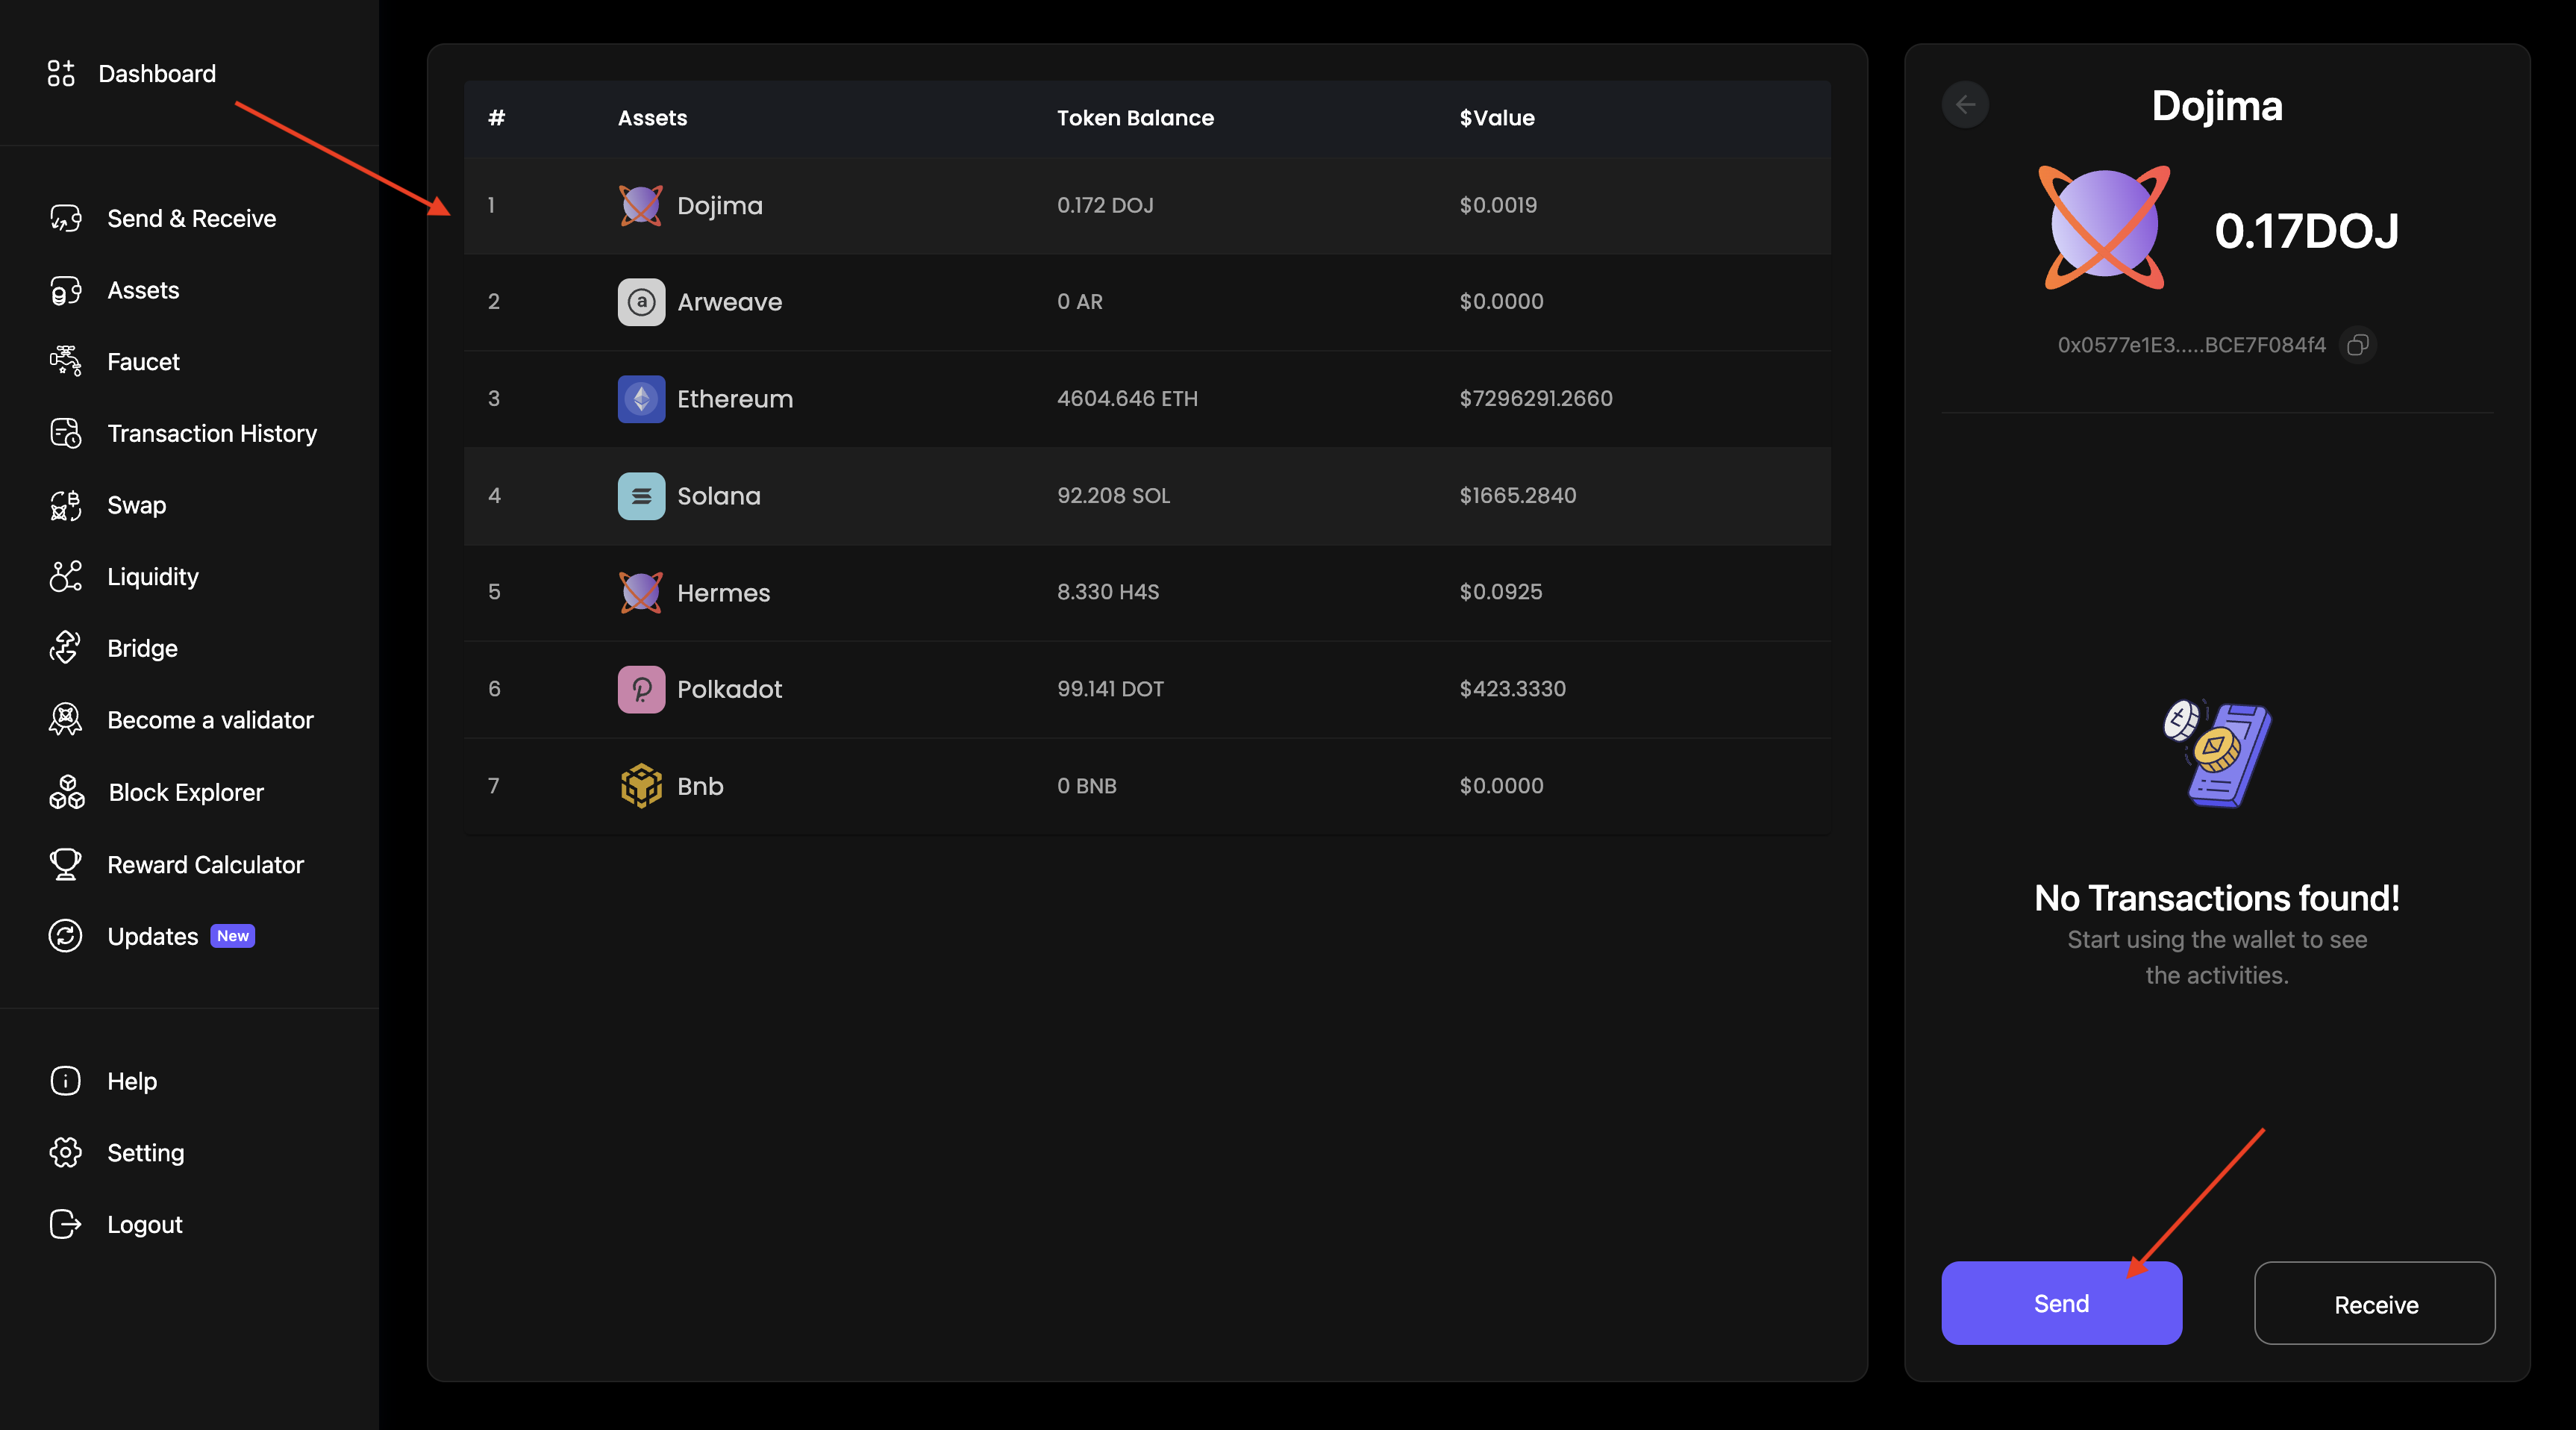 Dashboard
Send & Receive
Assets
Faucet
Transaction History
Swap
Liquidity
Bridge
Become a validator
Block Explorer
Reward Calculator
Updates New
Help
Setting
Logout
# Assets Token Balance $Value
1 Dojima 0.172 DOJ $0.0019
2 a Arweave 0 AR $0.0000
3 Ethereum 4604.646 ETH $7296291.2660
4 Solana 92.208 SOL $1665.2840
5 Hermes 8.330 H4S $0.0925
6 Polkadot 99.141 DOT $423.3330
7 Bnb 0 BNB $0.0000
Dojima
0.17DOJ
0x0577e1E3.....BCE7F084f4
No Transactions found!
Start using the wallet to see
the activities.
Send Receive